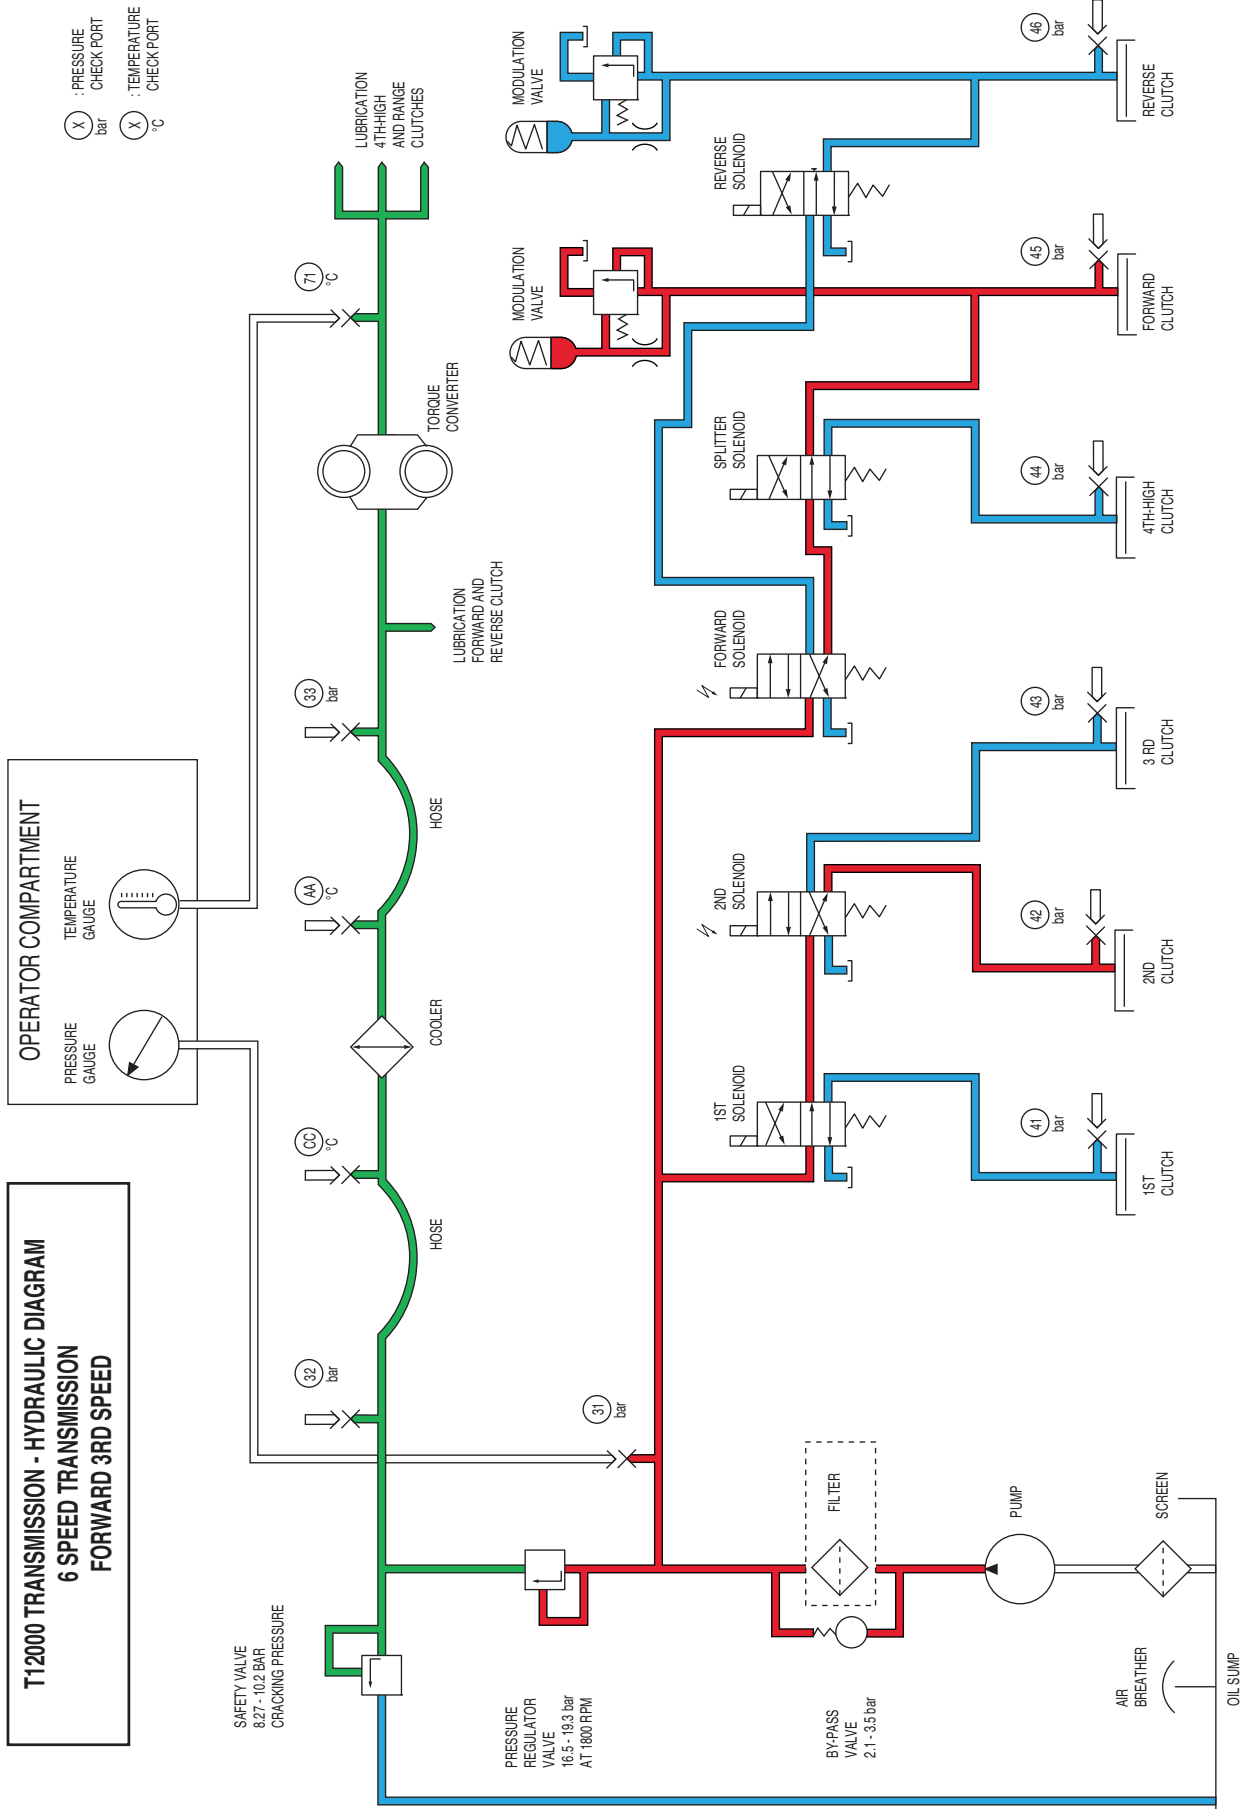 T12000 TRANSMISSION - HYDRAULIC DIAGRAM
6 SPEED TRANSMISSION
FORWARD 3RD SPEED
OPERATOR COMPARTMENT
PRESSURE
GAUGE
TEMPERATURE
GAUGE
X
bar
: PRESSURE
CHECK PORT
X
°C
: TEMPERATURE
CHECK PORT
SAFETY VALVE
8.27 - 10.2 BAR
CRACKING PRESSURE
32
bar
HOSE
CC
°C
COOLER
AA
°C
HOSE
33
bar
LUBRICATION
FORWARD AND
REVERSE CLUTCH
TORQUE
CONVERTER
71
°C
LUBRICATION
4TH-HIGH
AND RANGE
CLUTCHES
PRESSURE
REGULATOR
VALVE
16.5 - 19.3 bar
AT 1800 RPM
31
bar
MODULATION
VALVE
MODULATION
VALVE
1ST
SOLENOID
2ND
SOLENOID
FORWARD
SOLENOID
SPLITTER
SOLENOID
REVERSE
SOLENOID
BY-PASS
VALVE
2.1 - 3.5 bar
FILTER
PUMP
SCREEN
AIR
BREATHER
OIL SUMP
41
bar
42
bar
43
bar
44
bar
45
bar
46
bar
1ST
CLUTCH
2ND
CLUTCH
3 RD
CLUTCH
4TH-HIGH
CLUTCH
FORWARD
CLUTCH
REVERSE
CLUTCH